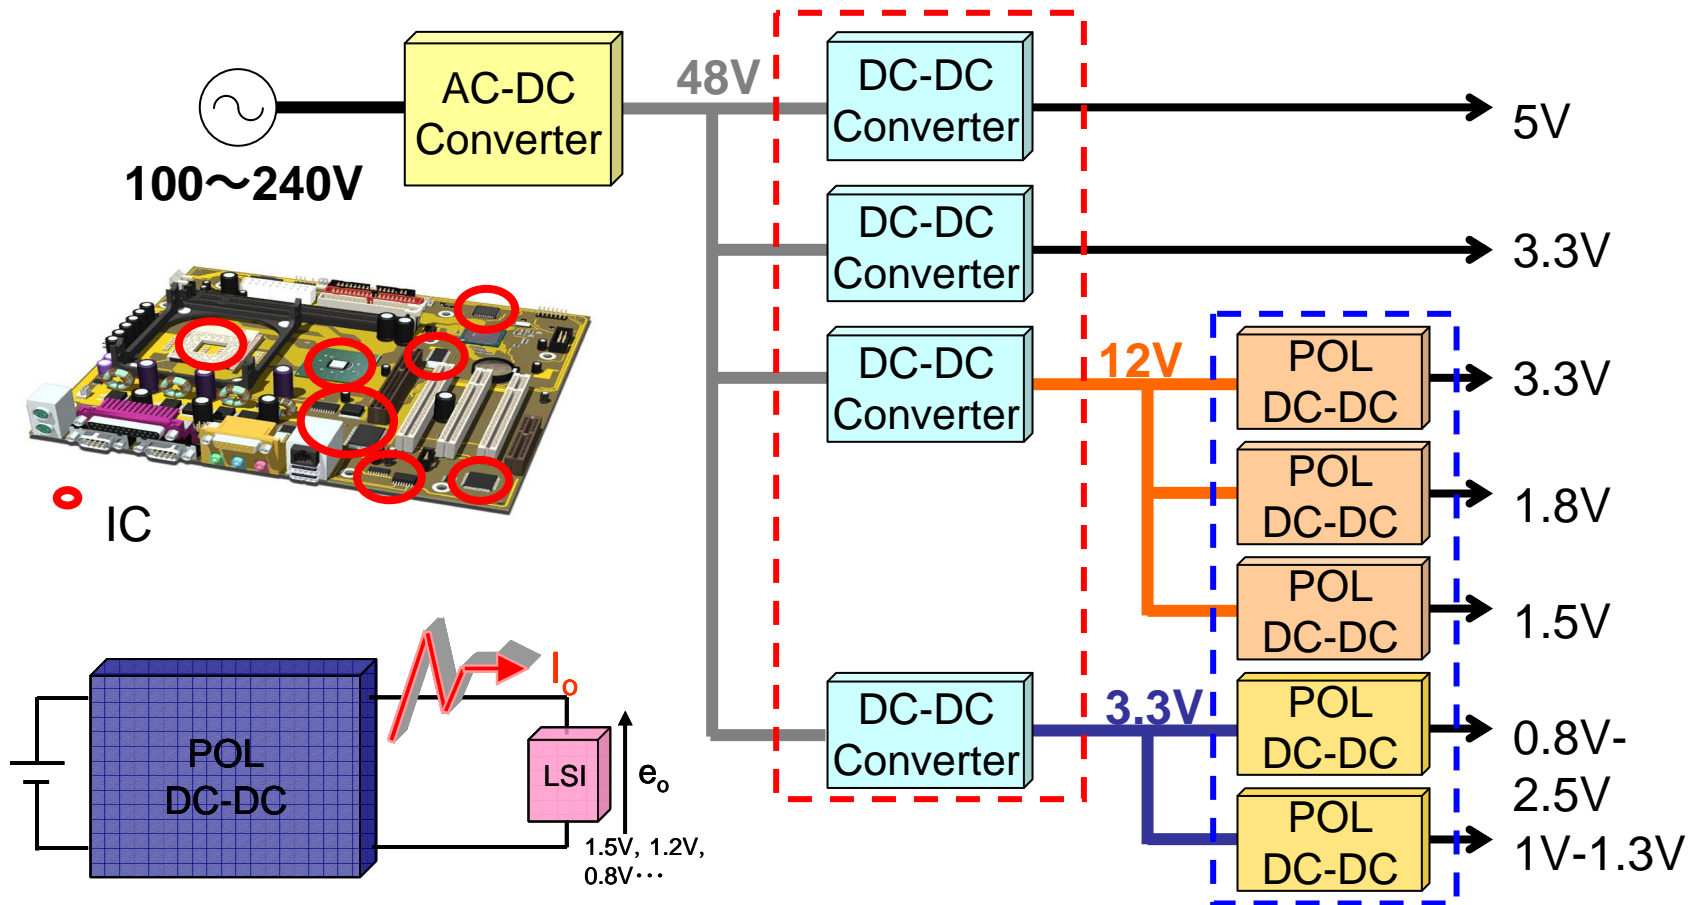 AC-DC
Converter
100～240V
48V
DC-DC
Converter
5V
DC-DC
Converter
3.3V
DC-DC
Converter
12V
POL
DC-DC
3.3V
POL
DC-DC
1.8V
POL
DC-DC
1.5V
DC-DC
Converter
3.3V
POL
DC-DC
0.8V-
2.5V
POL
DC-DC
1V-1.3V
IC
POL
DC-DC
Io
LSI
eo
1.5V, 1.2V,
0.8V⋯